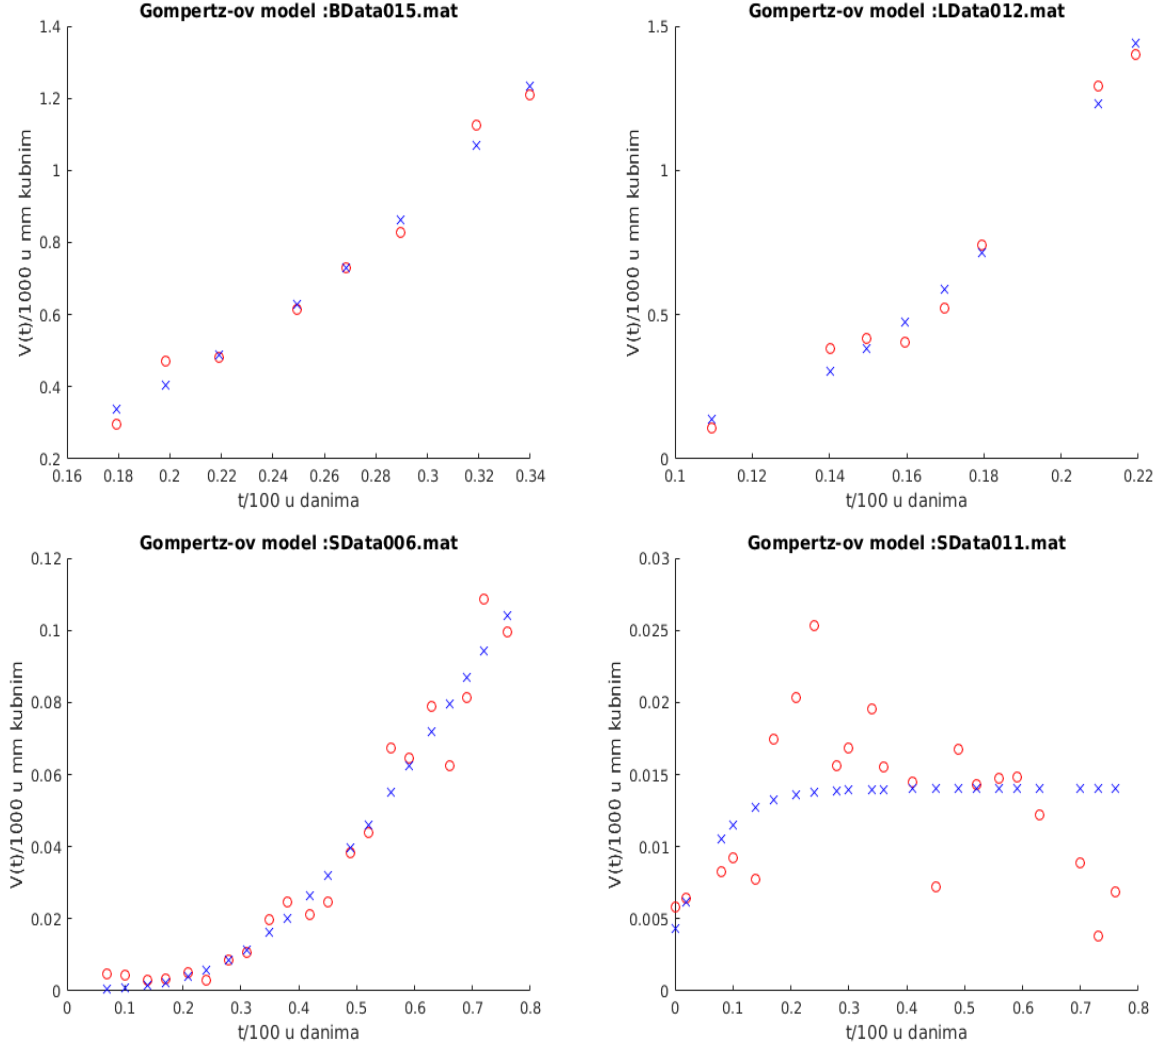 Gompertz-ov model :BData015.mat
V(t)/1000 u mm kubnim
1.4
1.2
1
0.8
0.6
0.4
0.2
0.16 0.18 0.2 0.22 0.24 0.26 0.28 0.3 0.32 0.34
t/100 u danima
Gompertz-ov model :LData012.mat
V(t)/1000 u mm kubnim
1.5
1
0.5
0
0.1 0.12 0.14 0.16 0.18 0.2 0.22
t/100 u danima
Gompertz-ov model :SData006.mat
V(t)/1000 u mm kubnim
0.12
0.1
0.08
0.06
0.04
0.02
0
0 0.1 0.2 0.3 0.4 0.5 0.6 0.7 0.8
t/100 u danima
Gompertz-ov model :SData011.mat
V(t)/1000 u mm kubnim
0.03
0.025
0.02
0.015
0.01
0.005
0
0 0.1 0.2 0.3 0.4 0.5 0.6 0.7 0.8
t/100 u danima